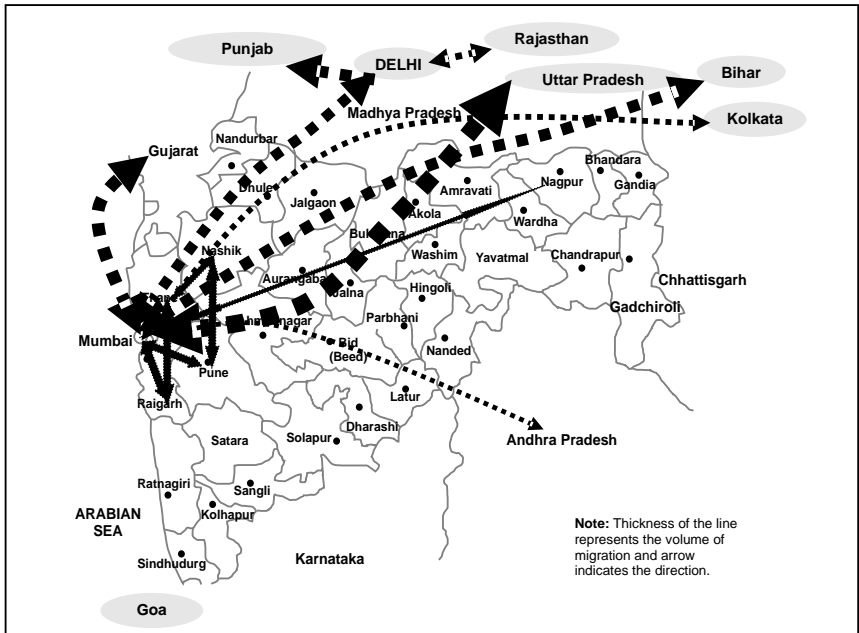 Punjab
Rajasthan
DELHI
Uttar Pradesh
Bihar
Madhya Pradesh
Kolkata
Nandurbar
Gujarat
Bhandara
Dhule
Nagpur
Gandia
Jalgaon
Amravati
Akola
Wardha
Nashik
Washim
Yavatmal
Chandrapur
Chhattisgarh
Jalna
Hingoli
Gadchiroli
Parbhani
Mumbai
Bid
(Beed)
Nanded
Pune
Latur
Raigarh
Dharashi
Satara
Solapur
Andhra Pradesh
Ratnagiri
Sangli
ARABIAN
SEA
Kolhapur
Karnataka
Sindhudurg
Note: Thickness of the line
represents the volume of
migration and arrow
indicates the direction.
Goa